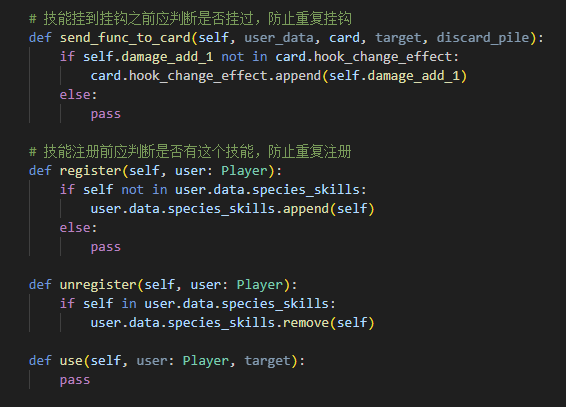 # 技能挂到挂钩之前应判断是否挂过，防止重复挂钩
def send_func_to_card(self, user_data, card, target, discard_pile):
    if self.damage_add_1 not in card.hook_change_effect:
        card.hook_change_effect.append(self.damage_add_1)
    else:
        pass

# 技能注册前应判断是否有这个技能，防止重复注册
def register(self, user: Player):
    if self not in user.data.species_skills:
        user.data.species_skills.append(self)
    else:
        pass

def unregister(self, user: Player):
    if self in user.data.species_skills:
        user.data.species_skills.remove(self)

def use(self, user: Player, target):
    pass